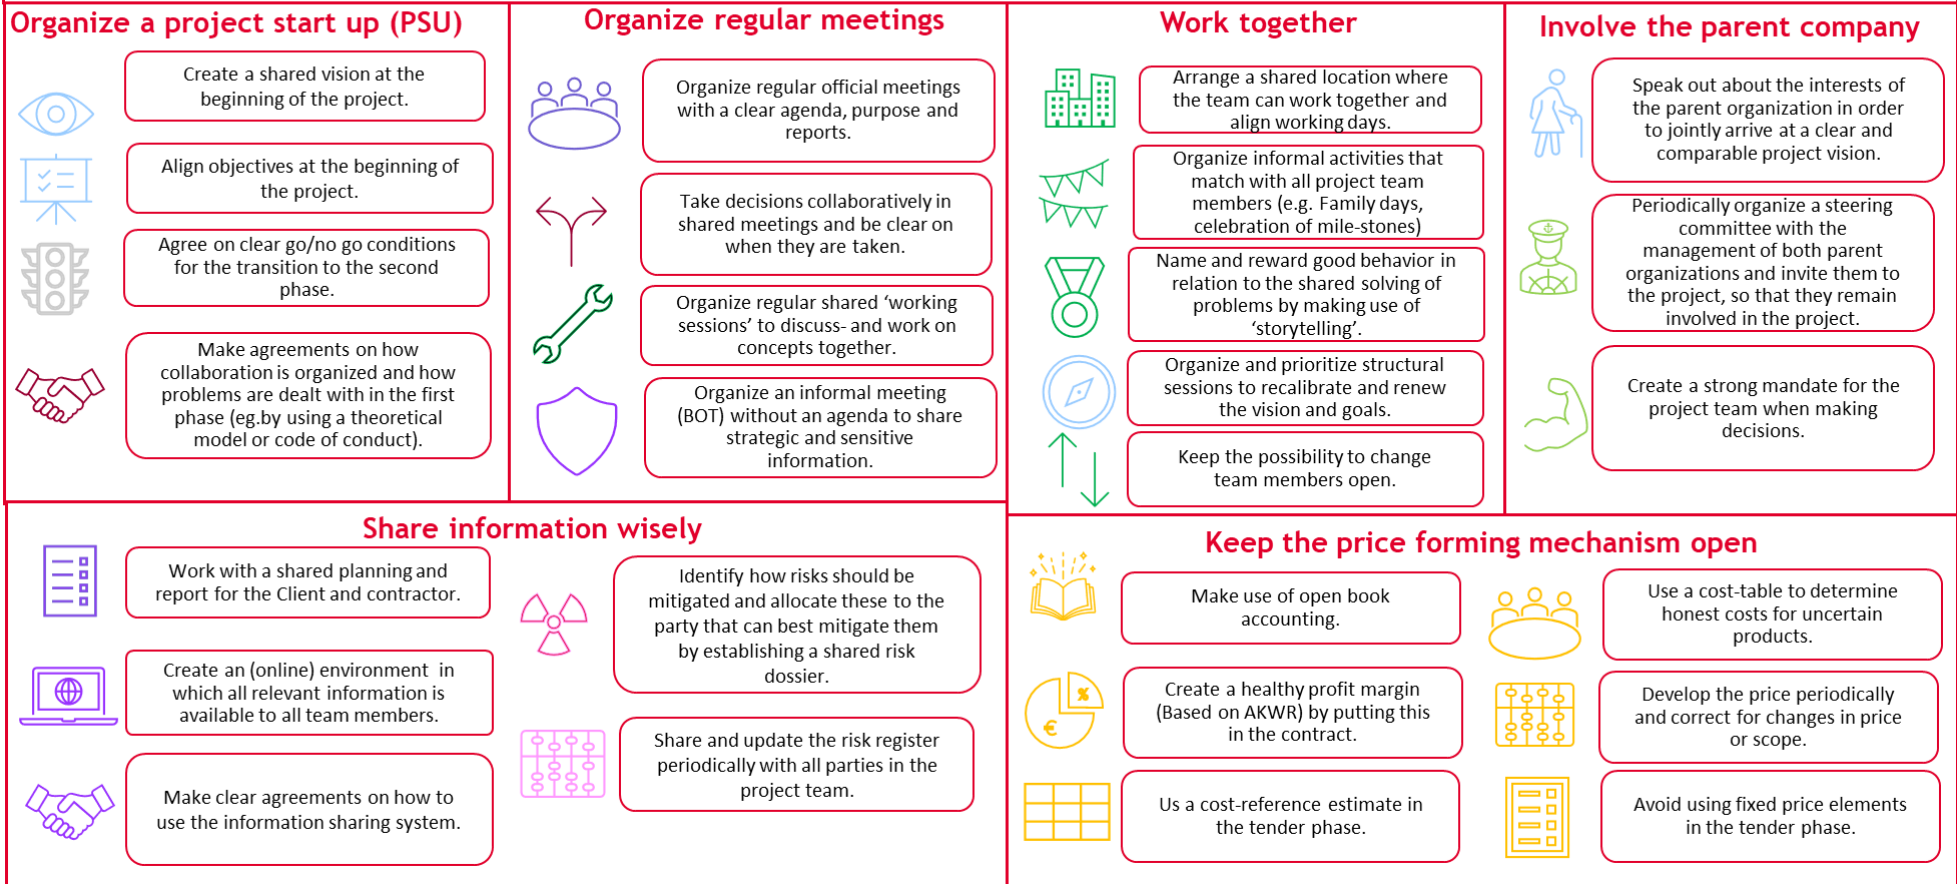 Organize a project start up (PSU)
Create a shared vision at the
beginning of the project.
Align objectives at the beginning of
the project.
Agree on clear go/no go conditions
for the transition to the second
phase.
Make agreements on how
collaboration is organized and how
problems are dealt with in the first
phase (eg.by using a theoretical
model or code of conduct).
Organize regular meetings
Organize regular official meetings
with a clear agenda, purpose and
reports.
Take decisions collaboratively in
shared meetings and be clear on
when they are taken.
Organize regular shared ‘working
sessions’ to discuss- and work on
concepts together.
Organize an informal meeting
(BOT) without an agenda to share
strategic and sensitive
information.
Work together
Arrange a shared location where
the team can work together and
align working days.
Organize informal activities that
match with all project team
members (e.g. Family days,
celebration of mile-stones)
Name and reward good behavior in
relation to the shared solving of
problems by making use of
‘storytelling’.
Organize and prioritize structural
sessions to recalibrate and renew
the vision and goals.
Keep the possibility to change
team members open.
Involve the parent company
Speak out about the interests of
the parent organization in order
to jointly arrive at a clear and
comparable project vision.
Periodically organize a steering
committee with the
management of both parent
organizations and invite them to
the project, so that they remain
involved in the project.
Create a strong mandate for the
project team when making
decisions.
Share information wisely
Work with a shared planning and
report for the Client and contractor.
Create an (online) environment in
which all relevant information is
available to all team members.
Make clear agreements on how to
use the information sharing system.
Identify how risks should be
mitigated and allocate these to the
party that can best mitigate them
by establishing a shared risk
dossier.
Share and update the risk register
periodically with all parties in the
project team.
Keep the price forming mechanism open
Make use of open book
accounting.
%
€
Create a healthy profit margin
(Based on AKWR) by putting this
in the contract.
Us a cost-reference estimate in
the tender phase.
Use a cost-table to determine
honest costs for uncertain
products.
Develop the price periodically
and correct for changes in price
or scope.
Avoid using fixed price elements
in the tender phase.